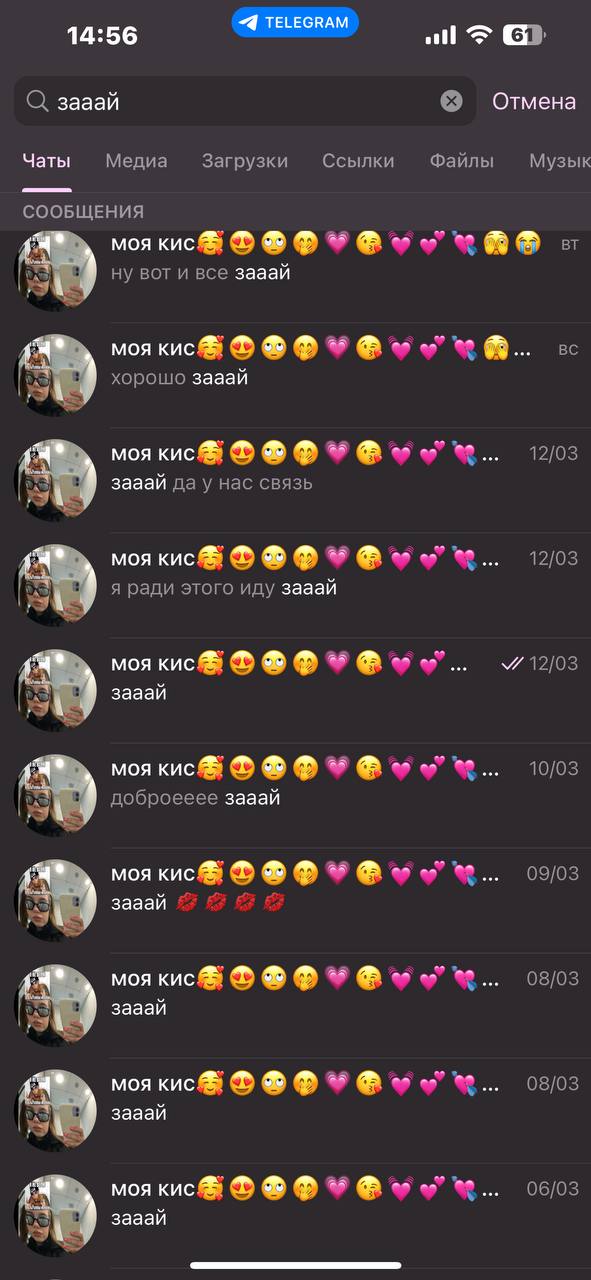 14:56
TELEGRAM
61
зааай
Отмена
Чаты Медиа Загрузки Ссылки Файлы Музык
СООБЩЕНИЯ
моя кис🥰😍🙄🤭💗😘💓💕💘🫣😭 вт
ну вот и все зааай
моя кис🥰😍🙄🤭💗😘💓💕💘🫣... вс
хорошо зааай
моя кис🥰😍🙄🤭💗😘💓💕💘... 12/03
зааай да у нас связь
моя кис🥰😍🙄🤭💗😘💓💕💘... 12/03
я ради этого иду зааай
моя кис🥰😍🙄🤭💗😘💓💕... 12/03
зааай
моя кис🥰😍🙄🤭💗😘💓💕💘... 10/03
доброееее зааай
моя кис🥰😍🙄🤭💗😘💓💕💘... 09/03
зааай 💋💋💋💋
моя кис🥰😍🙄🤭💗😘💓💕💘... 08/03
зааай
моя кис🥰😍🙄🤭💗😘💓💕💘... 08/03
зааай
моя кис🥰😍🙄🤭💗😘💓💕💘... 06/03
зааай